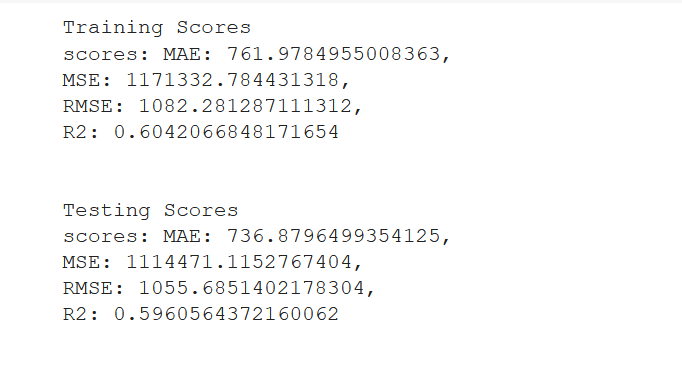 Training Scores
scores: MAE: 761.9784955008363,
MSE: 1171332.784431318,
RMSE: 1082.281287111312,
R2: 0.6042066848171654
Testing Scores
scores: MAE: 736.8796499354125,
MSE: 1114471.1152767404,
RMSE: 1055.6851402178304,
R2: 0.5960564372160062